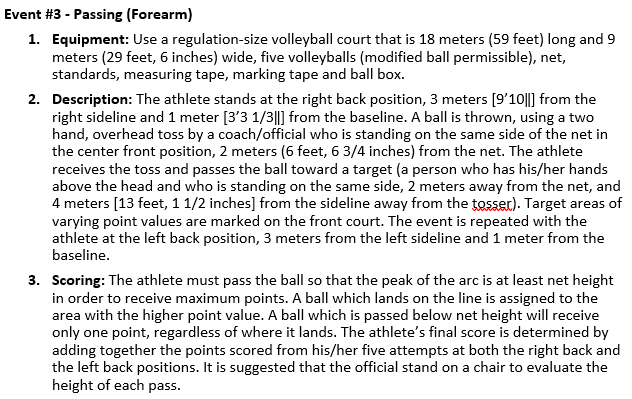 Event #3 - Passing (Forearm)
1. Equipment: Use a regulation-size volleyball court that is 18 meters (59 feet) long and 9
meters (29 feet, 6 inches) wide, five volleyballs (modified ball permissible), net,
standards, measuring tape, marking tape and ball box.
2. Description: The athlete stands at the right back position, 3 meters [9’10‖] from the
right sideline and 1 meter [3’3 1/3‖] from the baseline. A ball is thrown, using a two
hand, overhead toss by a coach/official who is standing on the same side of the net in
the center front position, 2 meters (6 feet, 6 3/4 inches) from the net. The athlete
receives the toss and passes the ball toward a target (a person who has his/her hands
above the head and who is standing on the same side, 2 meters away from the net, and
4 meters [13 feet, 1 1/2 inches] from the sideline away from the tosser). Target areas of
varying point values are marked on the front court. The event is repeated with the
athlete at the left back position, 3 meters from the left sideline and 1 meter from the
baseline.
3. Scoring: The athlete must pass the ball so that the peak of the arc is at least net height
in order to receive maximum points. A ball which lands on the line is assigned to the
area with the higher point value. A ball which is passed below net height will receive
only one point, regardless of where it lands. The athlete’s final score is determined by
adding together the points scored from his/her five attempts at both the right back and
the left back positions. It is suggested that the official stand on a chair to evaluate the
height of each pass.